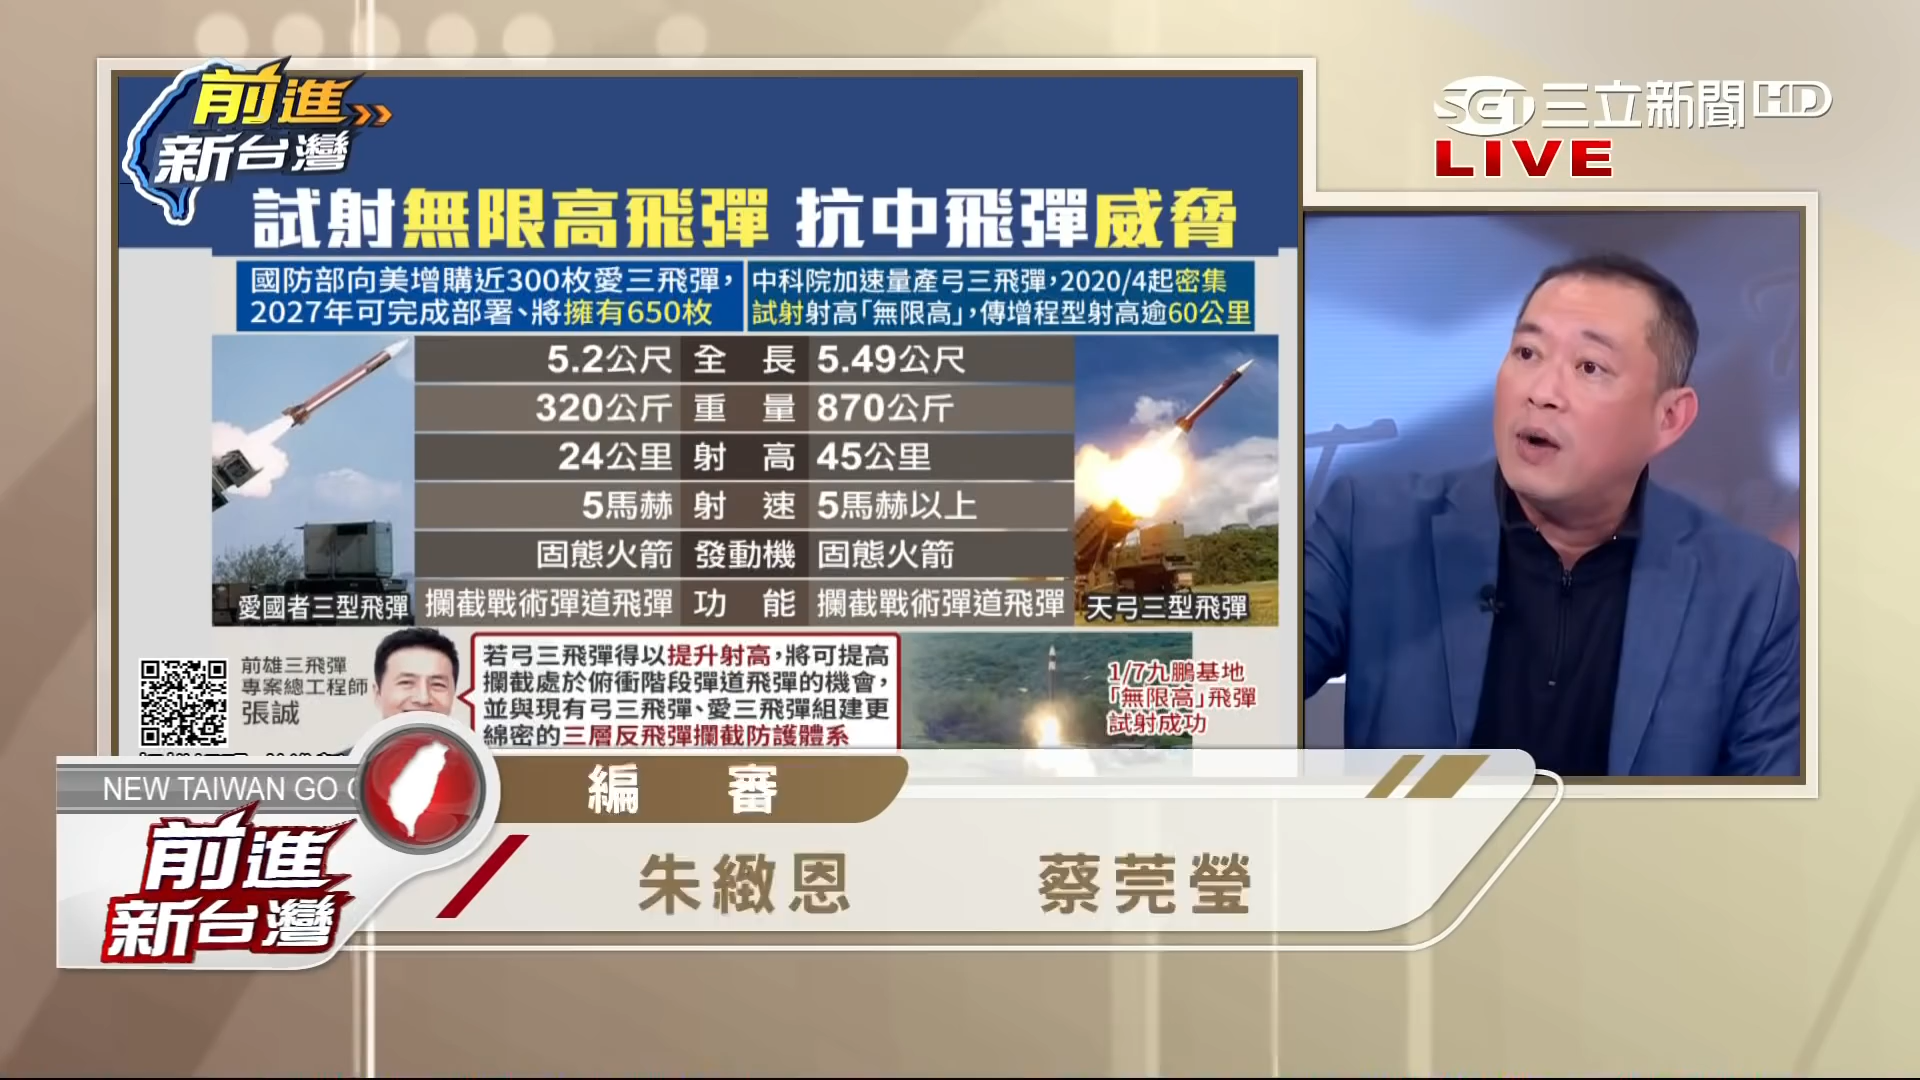 前進
新台灣
SET三立新聞HD
LIVE
試射無限高飛彈 抗中飛彈威脅
國防部向美增購近300枚愛三飛彈,
2027年可完成部署、將擁有650枚
中科院加速量產弓三飛彈,2020/4起密集
試射射高「無限高」,傳增程型射高逾60公里
5.2公尺 全長 5.49公尺
320公斤 重量 870公斤
24公里 射高 45公里
5馬赫 射速 5馬赫以上
固態火箭 發動機 固態火箭
攔截戰術彈道飛彈 功能 攔截戰術彈道飛彈
愛國者三型飛彈
天弓三型飛彈
前雄三飛彈
專案總工程師
張誠
若弓三飛彈得以提升射高,將可提高
攔截處於俯衝階段彈道飛彈的機會,
並與現有弓三飛彈、愛三飛彈組建更
綿密的三層反飛彈攔截防護體系
1/7九鵬基地
「無限高」飛彈
試射成功
NEW TAIWAN GO
前進
新台灣
編審
朱緻恩 蔡莞瑩